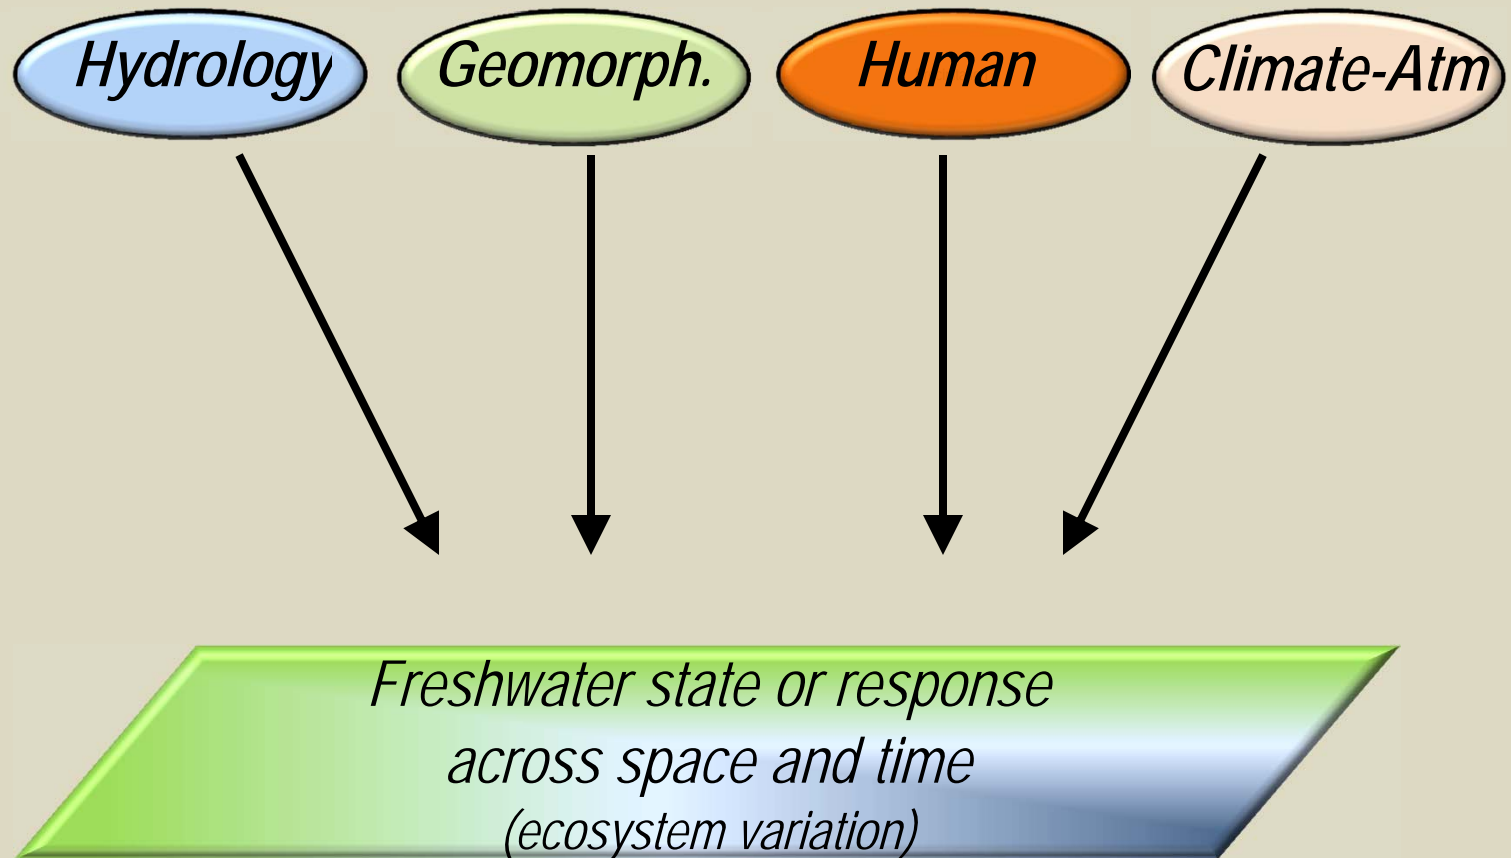 Hydrology Geomorph. Human Climate-Atm
Freshwater state or response
across space and time
(ecosystem variation)